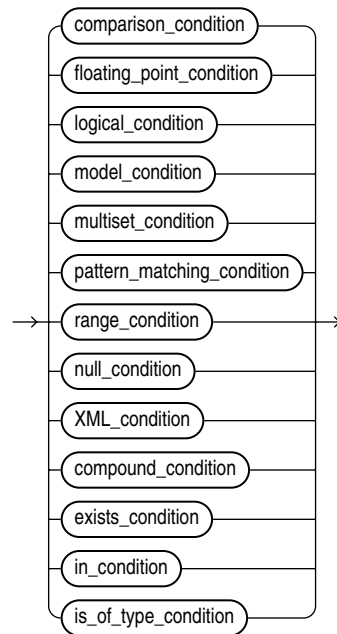 comparison_condition
floating_point_condition
logical_condition
model_condition
multiset_condition
pattern_matching_condition
range_condition
null_condition
XML_condition
compound_condition
exists_condition
in_condition
is_of_type_condition